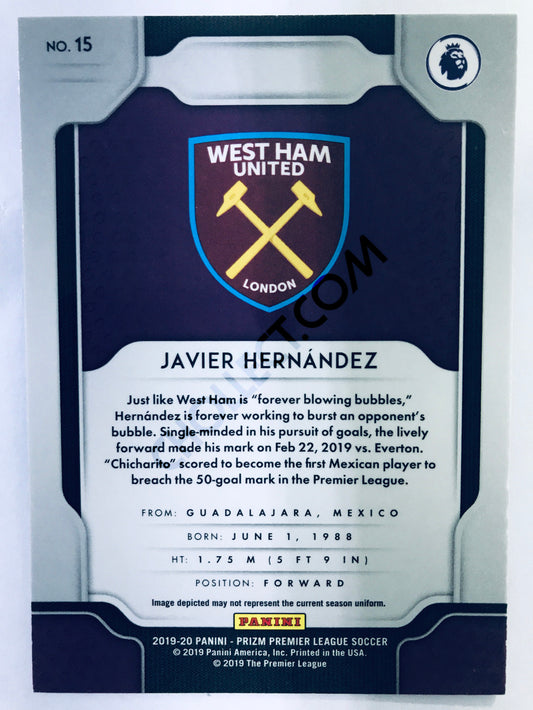 NO. 15
WEST HAM
UNITED
LONDON
JAVIER HERNÁNDEZ
Just like West Ham is “forever blowing bubbles,”
Hernández is forever working to burst an opponent’s
bubble. Single-minded in his pursuit of goals, the lively
forward made his mark on Feb 22, 2019 vs. Everton.
“Chicharito” scored to become the first Mexican player to
breach the 50-goal mark in the Premier League.
FROM: GUADALAJARA, MEXICO
BORN: JUNE 1, 1988
HT: 1.75 M (5 FT 9 IN)
POSITION: FORWARD
Image depicted may not represent the current season uniform.
PANINI
2019-20 PANINI - PRIZM PREMIER LEAGUE SOCCER
© 2019 Panini America, Inc. Printed in the USA.
© 2019 The Premier League